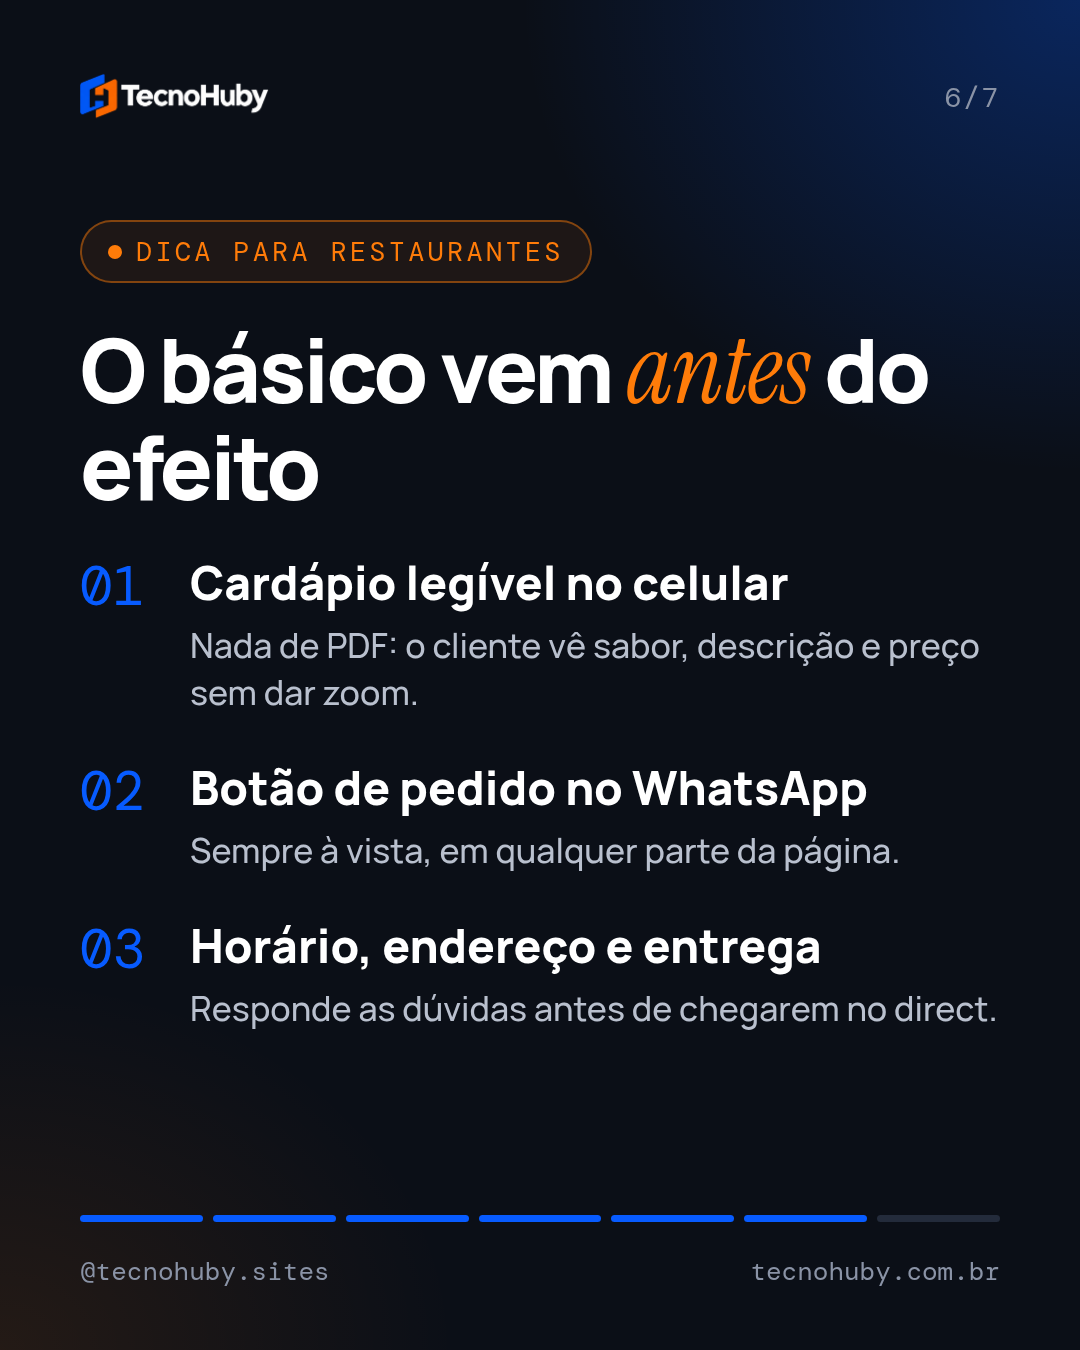 TecnoHuby
6/7
DICA PARA RESTAURANTES
O básico vem antes do
efeito
01
Cardápio legível no celular
Nada de PDF: o cliente vê sabor, descrição e preço
sem dar zoom.
02
Botão de pedido no WhatsApp
Sempre à vista, em qualquer parte da página.
03
Horário, endereço e entrega
Responde as dúvidas antes de chegarem no direct.
@tecnohuby.sites
tecnohuby.com.br